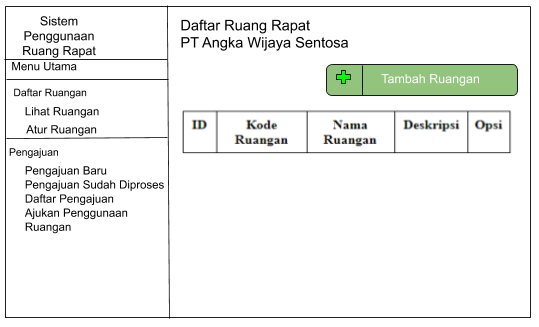 Sistem
Penggunaan
Ruang Rapat
Menu Utama
Daftar Ruangan
Lihat Ruangan
Atur Ruangan
Pengajuan
Pengajuan Baru
Pengajuan Sudah Diproses
Daftar Pengajuan
Ajukan Penggunaan
Ruangan
Daftar Ruang Rapat
PT Angka Wijaya Sentosa
Tambah Ruangan
ID Kode Nama Deskripsi Opsi
Ruangan Ruangan